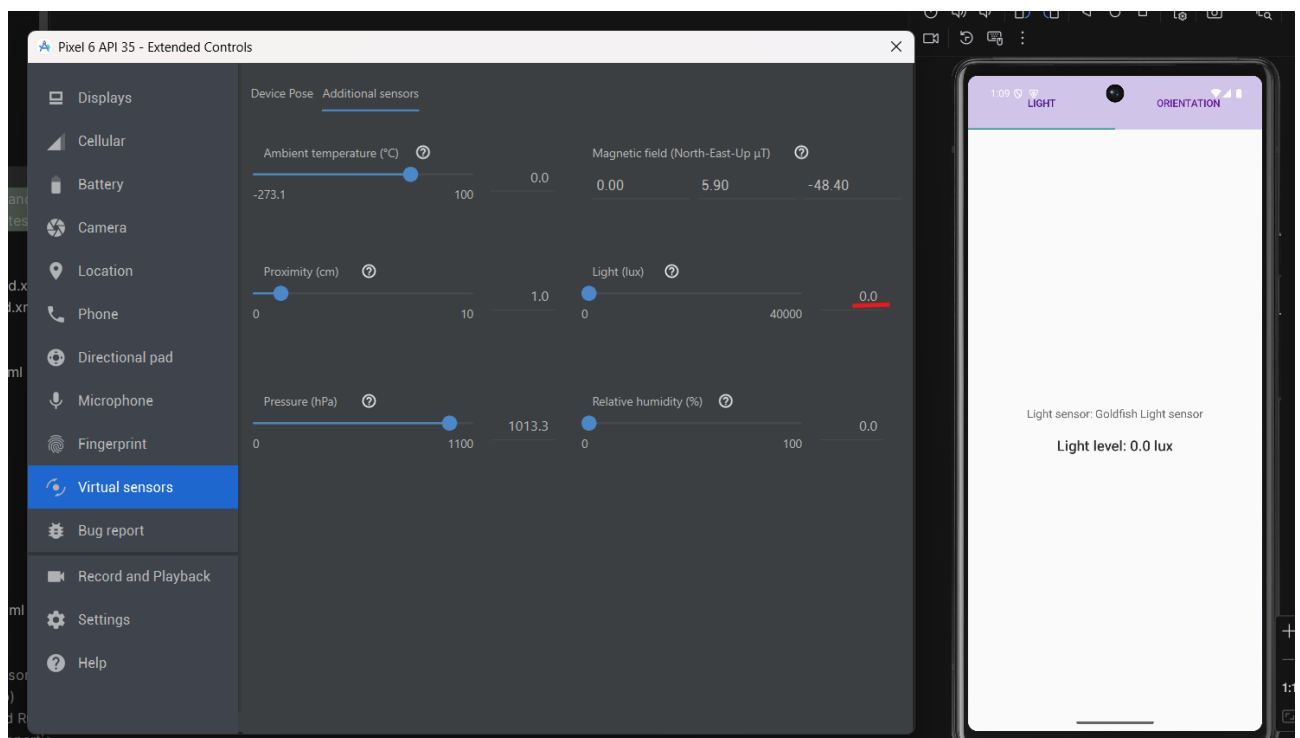 Pixel 6 API 35 - Extended Controls
Displays
Cellular
Battery
Camera
Location
Phone
Directional pad
Microphone
Fingerprint
Virtual sensors
Bug report
Record and Playback
Settings
Help
Device Pose Additional sensors
Ambient temperature (°C)
-273.1 100 0.0
Magnetic field (North-East-Up µT)
0.00 5.90 -48.40
Proximity (cm)
0 10 1.0
Light (lux)
0 40000 0.0
Pressure (hPa)
0 1100 1013.3
Relative humidity (%)
0 100 0.0
1:09
LIGHT ORIENTATION
Light sensor: Goldfish Light sensor
Light level: 0.0 lux